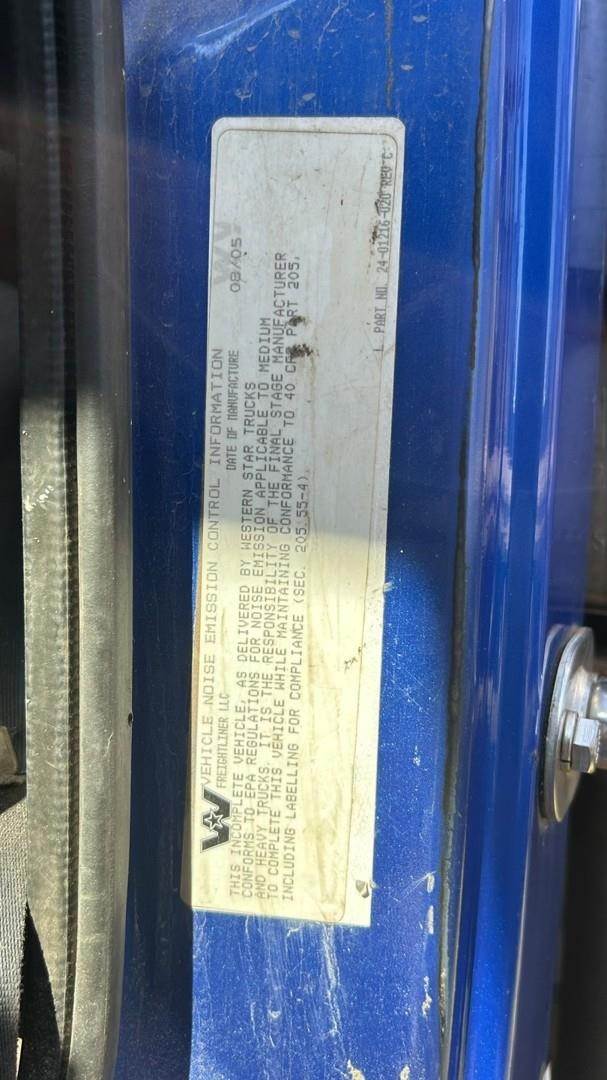 VEHICLE NOISE EMISSION CONTROL INFORMATION
FREIGHTLINER LLC
DATE OF MANUFACTURE
08/05
THIS INCOMPLETE VEHICLE, AS DELIVERED BY WESTERN STAR TRUCKS
CONFORMS TO EPA REGULATIONS FOR NOISE EMISSION APPLICABLE TO MEDIUM
AND HEAVY TRUCKS. IT IS THE RESPONSIBILITY OF THE FINAL STAGE MANUFACTURER
TO COMPLETE THIS VEHICLE WHILE MAINTAINING CONFORMANCE TO 40 CFR PART 205,
INCLUDING LABELLING FOR COMPLIANCE (SEC. 205.55-4).
PART NO. 24-01216-020 REV C